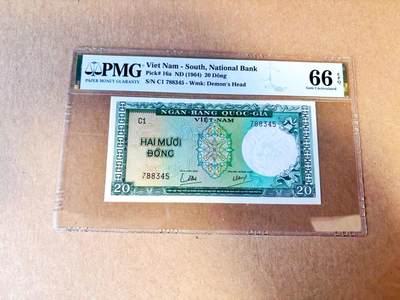 PMG
PAPER MONEY GUARANTY
Viet Nam - South, National Bank
Pick# 16a ND (1964) 20 Dông
S/N C1 788345 - Wmk: Demon's Head
66 EPQ
Gem Uncirculated
NGÂN-HÀNG QUỐC-GIA
VIỆT-NAM
C1
788345
HAI MƯƠI
ĐỒNG
788345
20
20